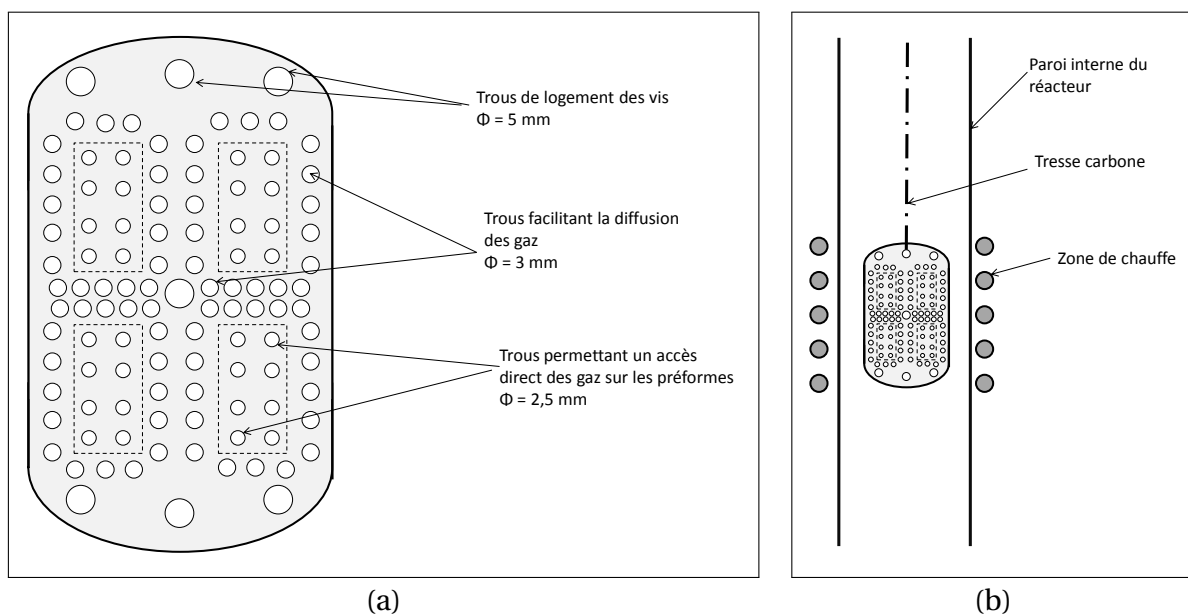 Trous de logement des vis
Φ = 5 mm
Trous facilitant la diffusion
des gaz
Φ = 3 mm
Trous permettant un accès
direct des gaz sur les préformes
Φ = 2,5 mm
(a)
Paroi interne du
réacteur
Tresse carbone
Zone de chauffe
(b)